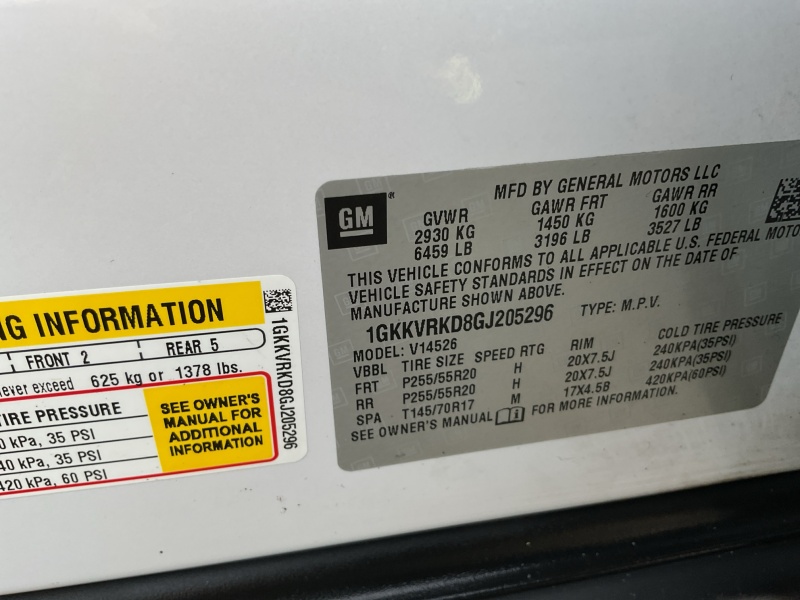 NG INFORMATION
FRONT 2 REAR 5
never exceed 625 kg or 1378 lbs.
TIRE PRESSURE
0 kPa, 35 PSI
40 kPa, 35 PSI
420 kPa, 60 PSI
SEE OWNER'S
MANUAL FOR
ADDITIONAL
INFORMATION
1GKKVRKD8GJ205296
GM®
MFD BY GENERAL MOTORS LLC
GVWR GAWR FRT GAWR RR
2930 KG 1450 KG 1600 KG
6459 LB 3196 LB 3527 LB
THIS VEHICLE CONFORMS TO ALL APPLICABLE U.S. FEDERAL MOTO
VEHICLE SAFETY STANDARDS IN EFFECT ON THE DATE OF
MANUFACTURE SHOWN ABOVE.
1GKKVRKD8GJ205296 TYPE: M.P.V.
MODEL: V14526
VBBL TIRE SIZE SPEED RTG RIM COLD TIRE PRESSURE
FRT P255/55R20 H 20X7.5J 240KPA(35PSI)
RR P255/55R20 H 20X7.5J 240KPA(35PSI)
SPA T145/70R17 M 17X4.5B 420KPA(60PSI)
SEE OWNER'S MANUAL FOR MORE INFORMATION.